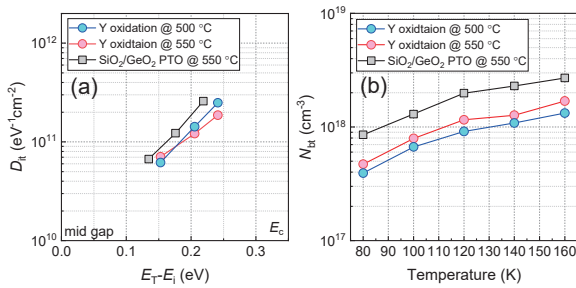 Y oxidation @ 500 °C
Y oxidtaion @ 550 °C
SiO₂/GeO₂ PTO @ 550 °C
(a)
10¹²
10¹¹
10¹⁰
Dit (eV⁻¹cm⁻²)
mid gap
Ec
0.0 0.1 0.2 0.3
ET-Ei (eV)
Y oxidation @ 500 °C
Y oxidtaion @ 550 °C
SiO₂/GeO₂ PTO @ 550 °C
(b)
10¹⁹
10¹⁸
10¹⁷
Nbt (cm⁻³)
80 90 100 110 120 130 140 150 160
Temperature (K)